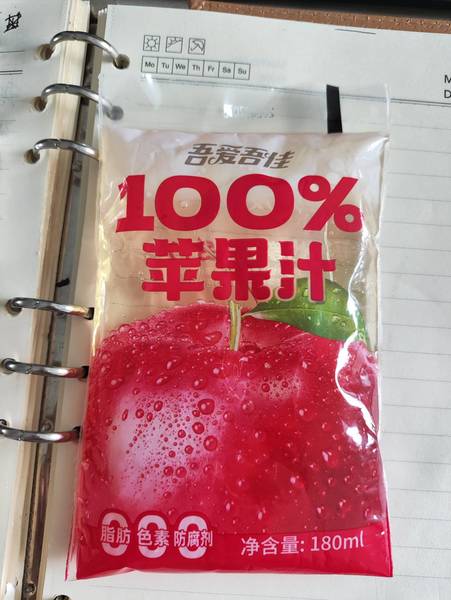 Mo Tu We Th Fr Sa Su
M
D
吾爱吾佳
100%
苹果汁
000
脂肪 色素 防腐剂
净含量: 180ml